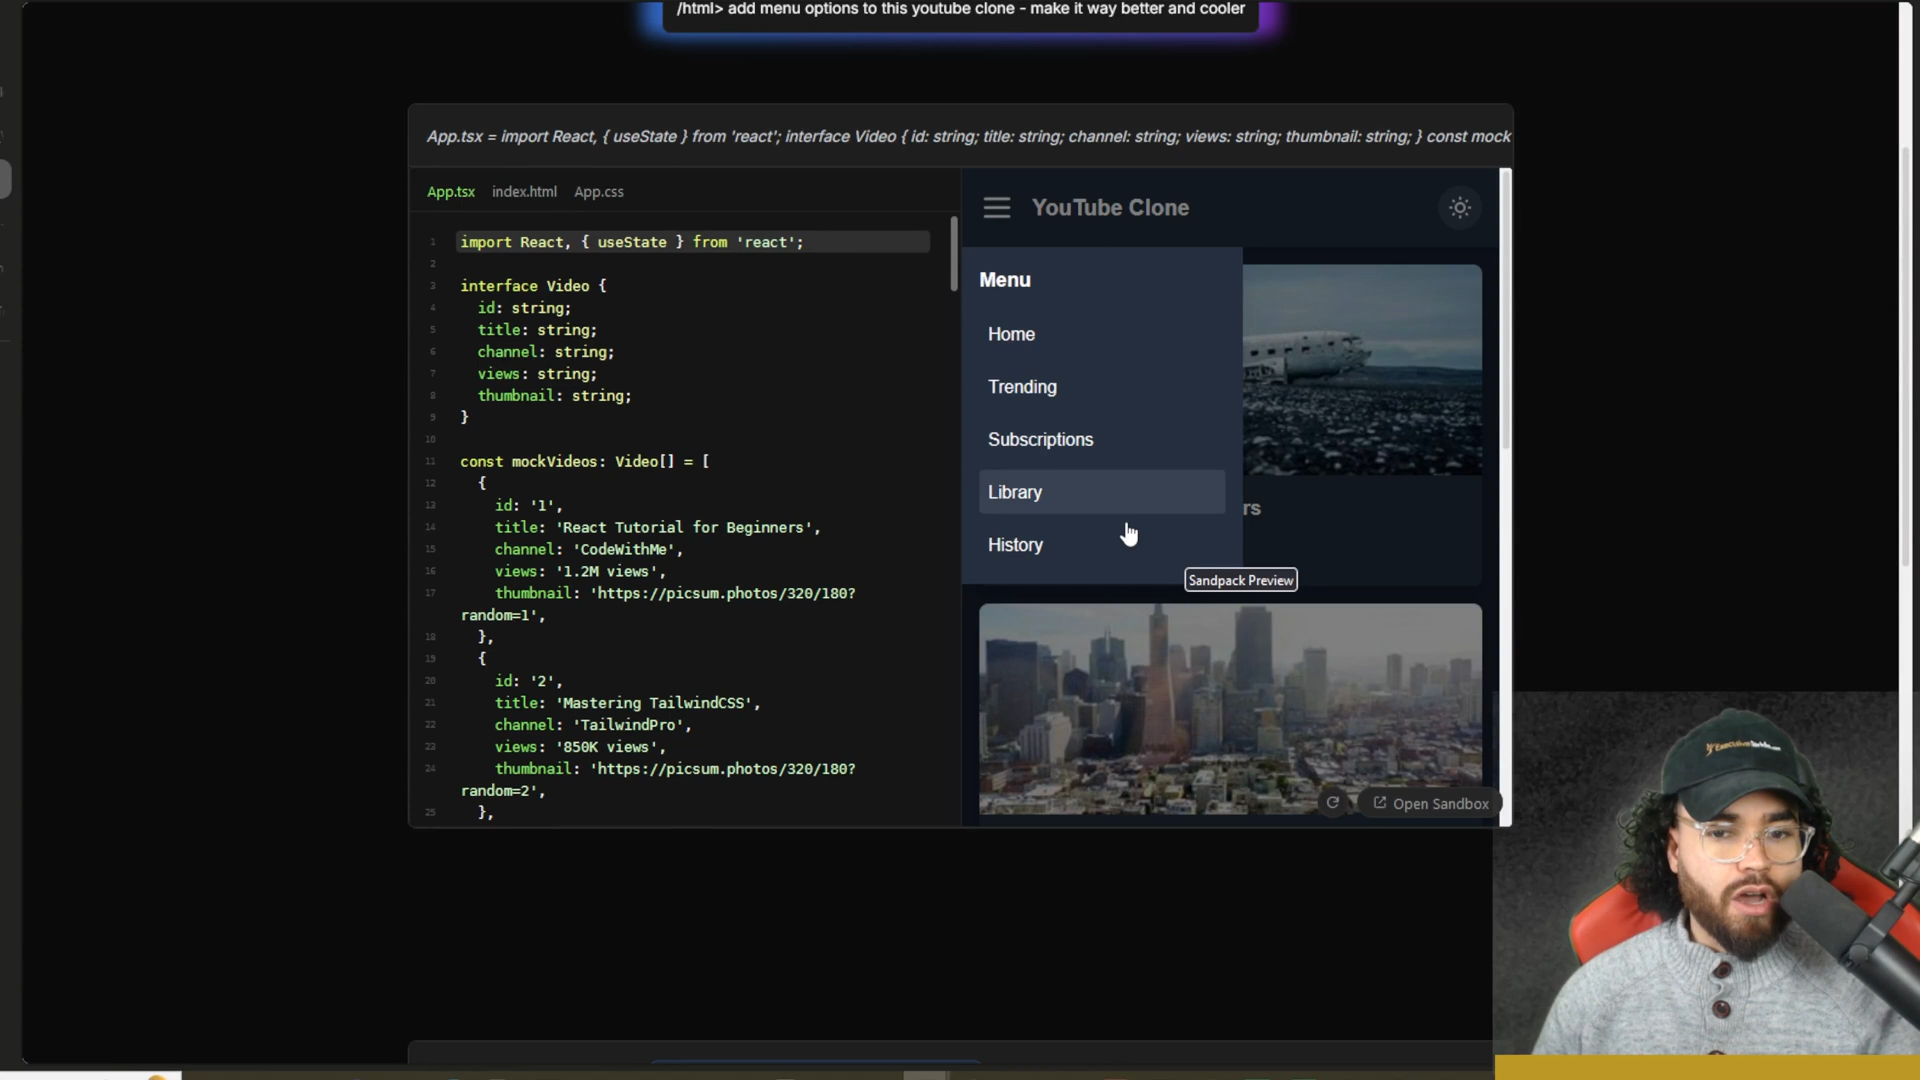 /html> add menu options to this youtube clone - make it way better and cooler
App.tsx = import React, { useState } from 'react'; interface Video { id: string; title: string; channel: string; views: string; thumbnail: string; } const mock
App.tsx index.html App.css
1 import React, { useState } from 'react';
2
3 interface Video {
4 id: string;
5 title: string;
6 channel: string;
7 views: string;
8 thumbnail: string;
9 }
10
11 const mockVideos: Video[] = [
12 {
13 id: '1',
14 title: 'React Tutorial for Beginners',
15 channel: 'CodeWithMe',
16 views: '1.2M views',
17 thumbnail: 'https://picsum.photos/320/180?
random=1',
18 },
19 {
20 id: '2',
21 title: 'Mastering TailwindCSS',
22 channel: 'TailwindPro',
23 views: '850K views',
24 thumbnail: 'https://picsum.photos/320/180?
random=2',
25 },
YouTube Clone
Menu
Home
Trending
Subscriptions
Library
History
rs
Sandpack Preview
Open Sandbox